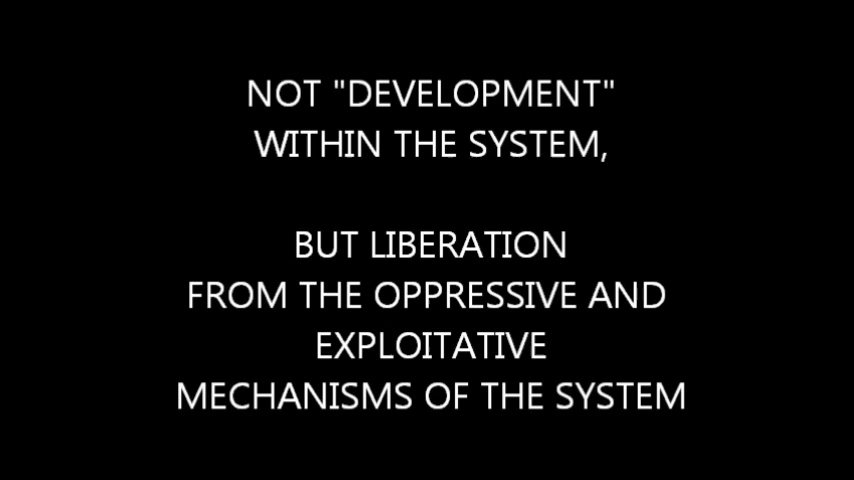 NOT "DEVELOPMENT"
WITHIN THE SYSTEM,
BUT LIBERATION
FROM THE OPPRESSIVE AND
EXPLOITATIVE
MECHANISMS OF THE SYSTEM